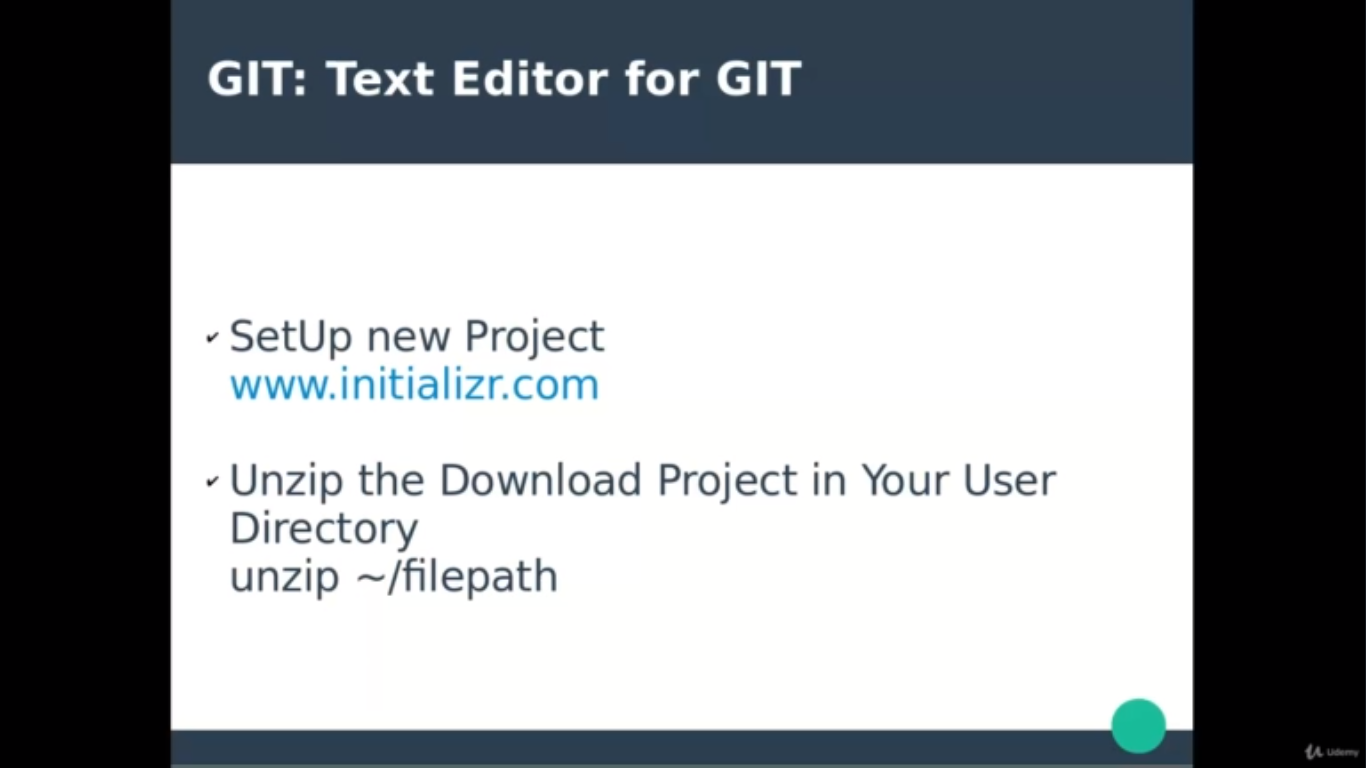 GIT: Text Editor for GIT
SetUp new Project
www.initializr.com
Unzip the Download Project in Your User
Directory
unzip ~/filepath
Udemy